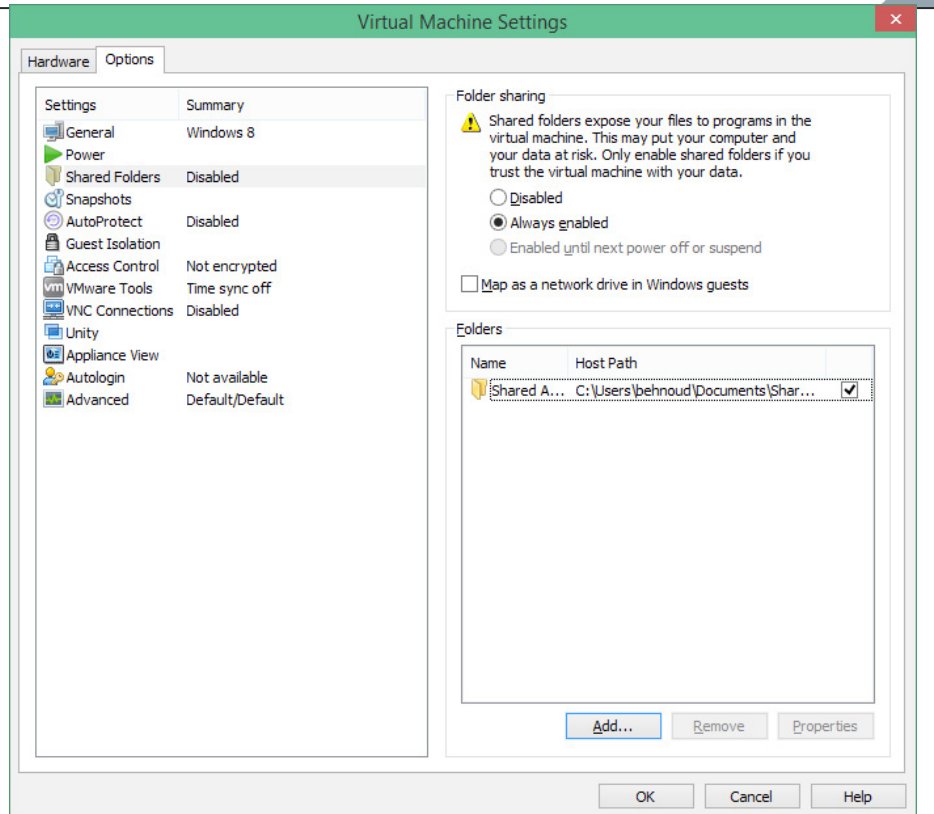 Virtual Machine Settings
Hardware Options
Settings Summary
General Windows 8
Power
Shared Folders Disabled
Snapshots
AutoProtect Disabled
Guest Isolation
Access Control Not encrypted
VMware Tools Time sync off
VNC Connections Disabled
Unity
Appliance View
Autologin Not available
Advanced Default/Default
Folder sharing
Shared folders expose your files to programs in the
virtual machine. This may put your computer and
your data at risk. Only enable shared folders if you
trust the virtual machine with your data.
Disabled
Always enabled
Enabled until next power off or suspend
Map as a network drive in Windows guests
Folders
Name Host Path
Shared A... C:\Users\behnoud\Documents\Shar...
Add... Remove Properties
OK Cancel Help